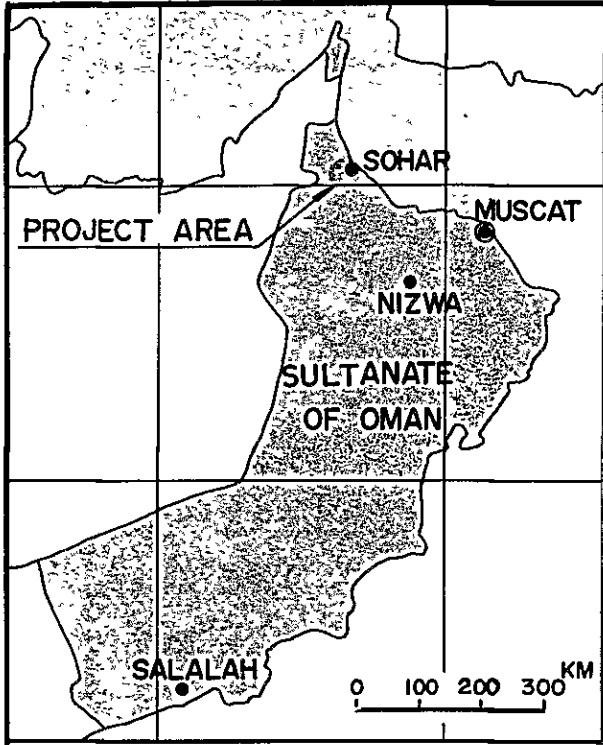 SOHAR
MUSCAT
PROJECT AREA
NIZWA
SULTANATE
OF OMAN
SALALAH
KM
0 100 200 300